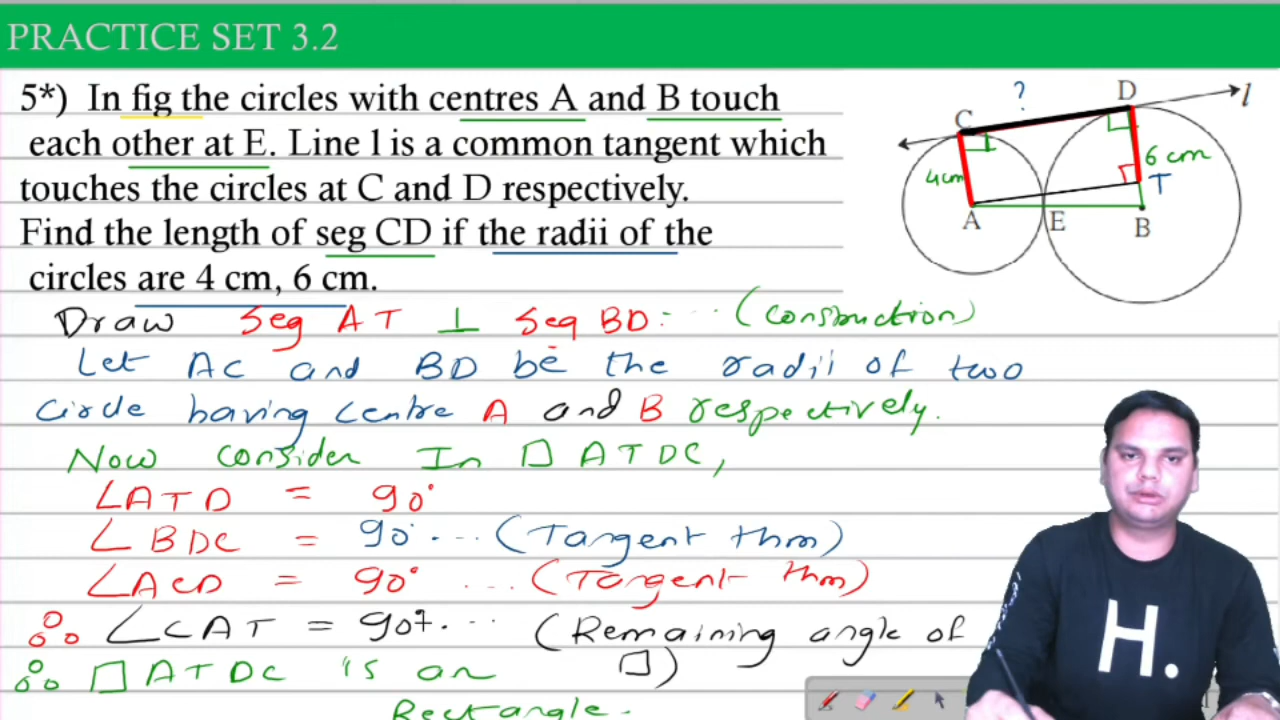 PRACTICE SET 3.2
5*) In fig the circles with centres A and B touch
each other at E. Line l is a common tangent which
touches the circles at C and D respectively.
Find the length of seg CD if the radii of the
circles are 4 cm, 6 cm.
?
D
l
C
6 cm
4cm
T
A
E
B
Draw seg AT ⊥ seg BD ... (construction)
Let AC and BD be the radii of two
circle having centre A and B respectively.
Now consider In □ ATDC,
∠ATD = 90°
∠BDC = 90° ... (Tangent thm)
∠ACD = 90° ... (Tangent thm)
∴ ∠CAT = 90° ... (Remaining angle of
□)
∴ □ ATDC is an
Rectangle.
H.